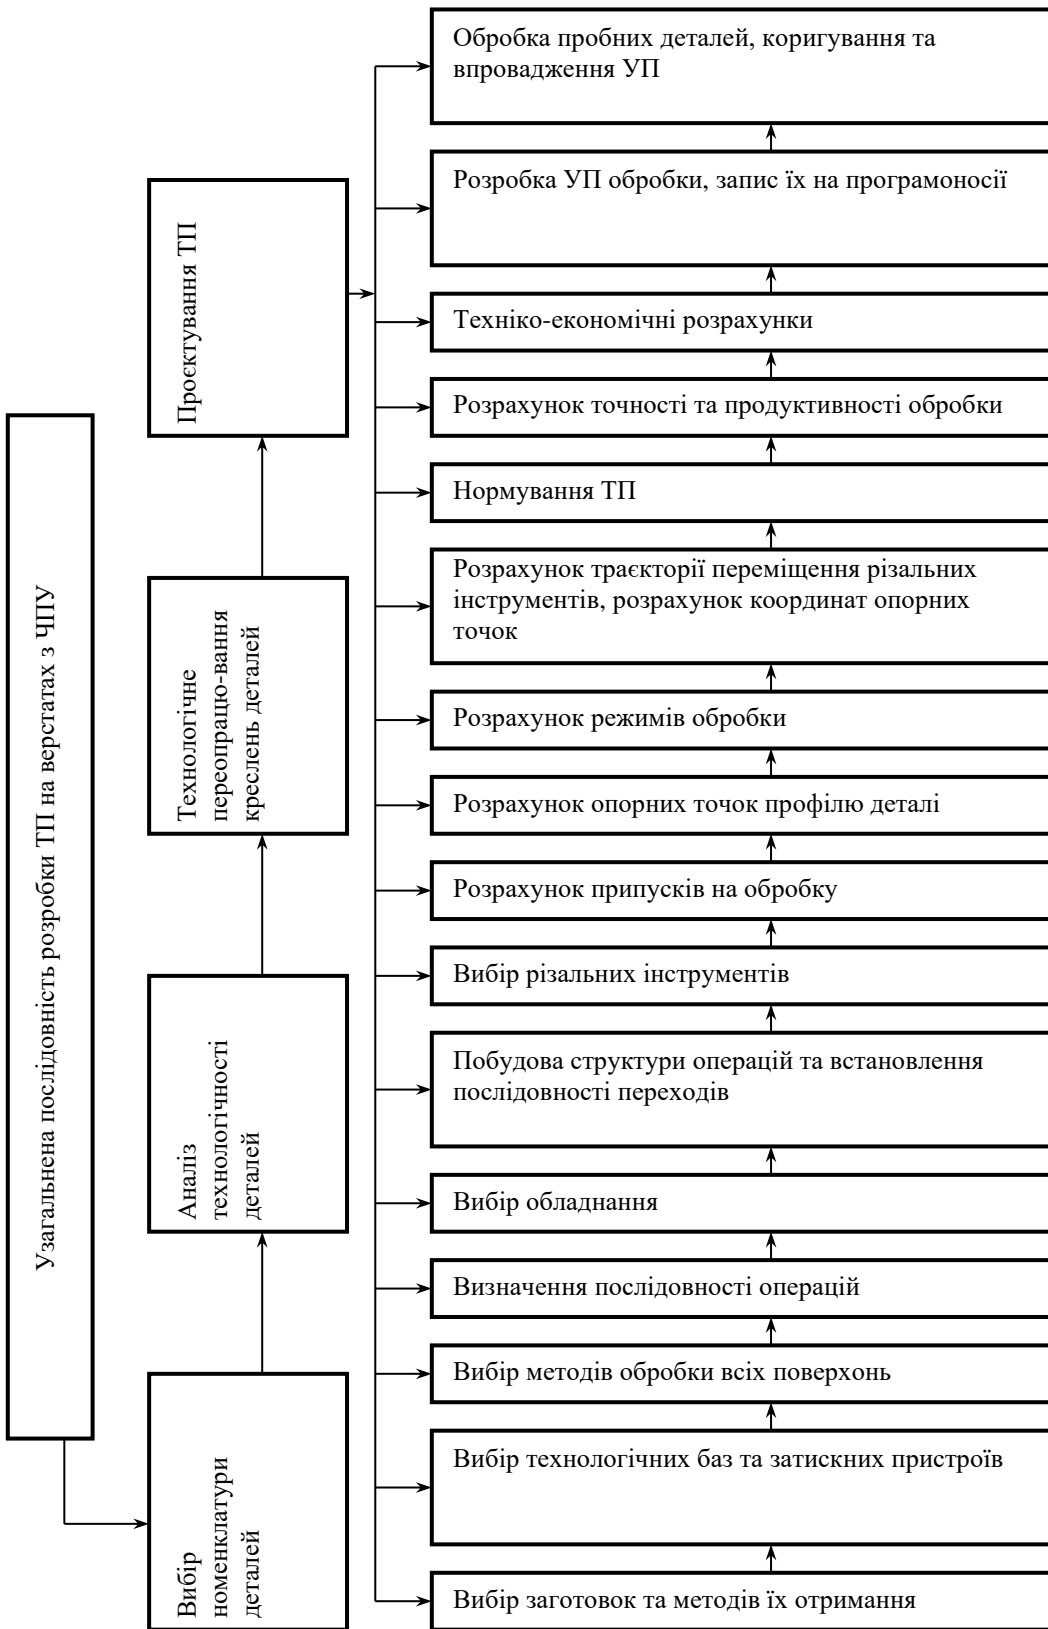 Узагальнена послідовність розробки ТП на верстатах з ЧПУ
Вибір
номенклатури
деталей
Аналіз
технологічності
деталей
Технологічне
переопрацю-вання
креслень деталей
Проєктування ТП
Обробка пробних деталей, коригування та
впровадження УП
Розробка УП обробки, запис їх на програмоносії
Техніко-економічні розрахунки
Розрахунок точності та продуктивності обробки
Нормування ТП
Розрахунок траєкторії переміщення різальних
інструментів, розрахунок координат опорних
точок
Розрахунок режимів обробки
Розрахунок опорних точок профілю деталі
Розрахунок припусків на обробку
Вибір різальних інструментів
Побудова структури операцій та встановлення
послідовності переходів
Вибір обладнання
Визначення послідовності операцій
Вибір методів обробки всіх поверхонь
Вибір технологічних баз та затискних пристроїв
Вибір заготовок та методів їх отримання